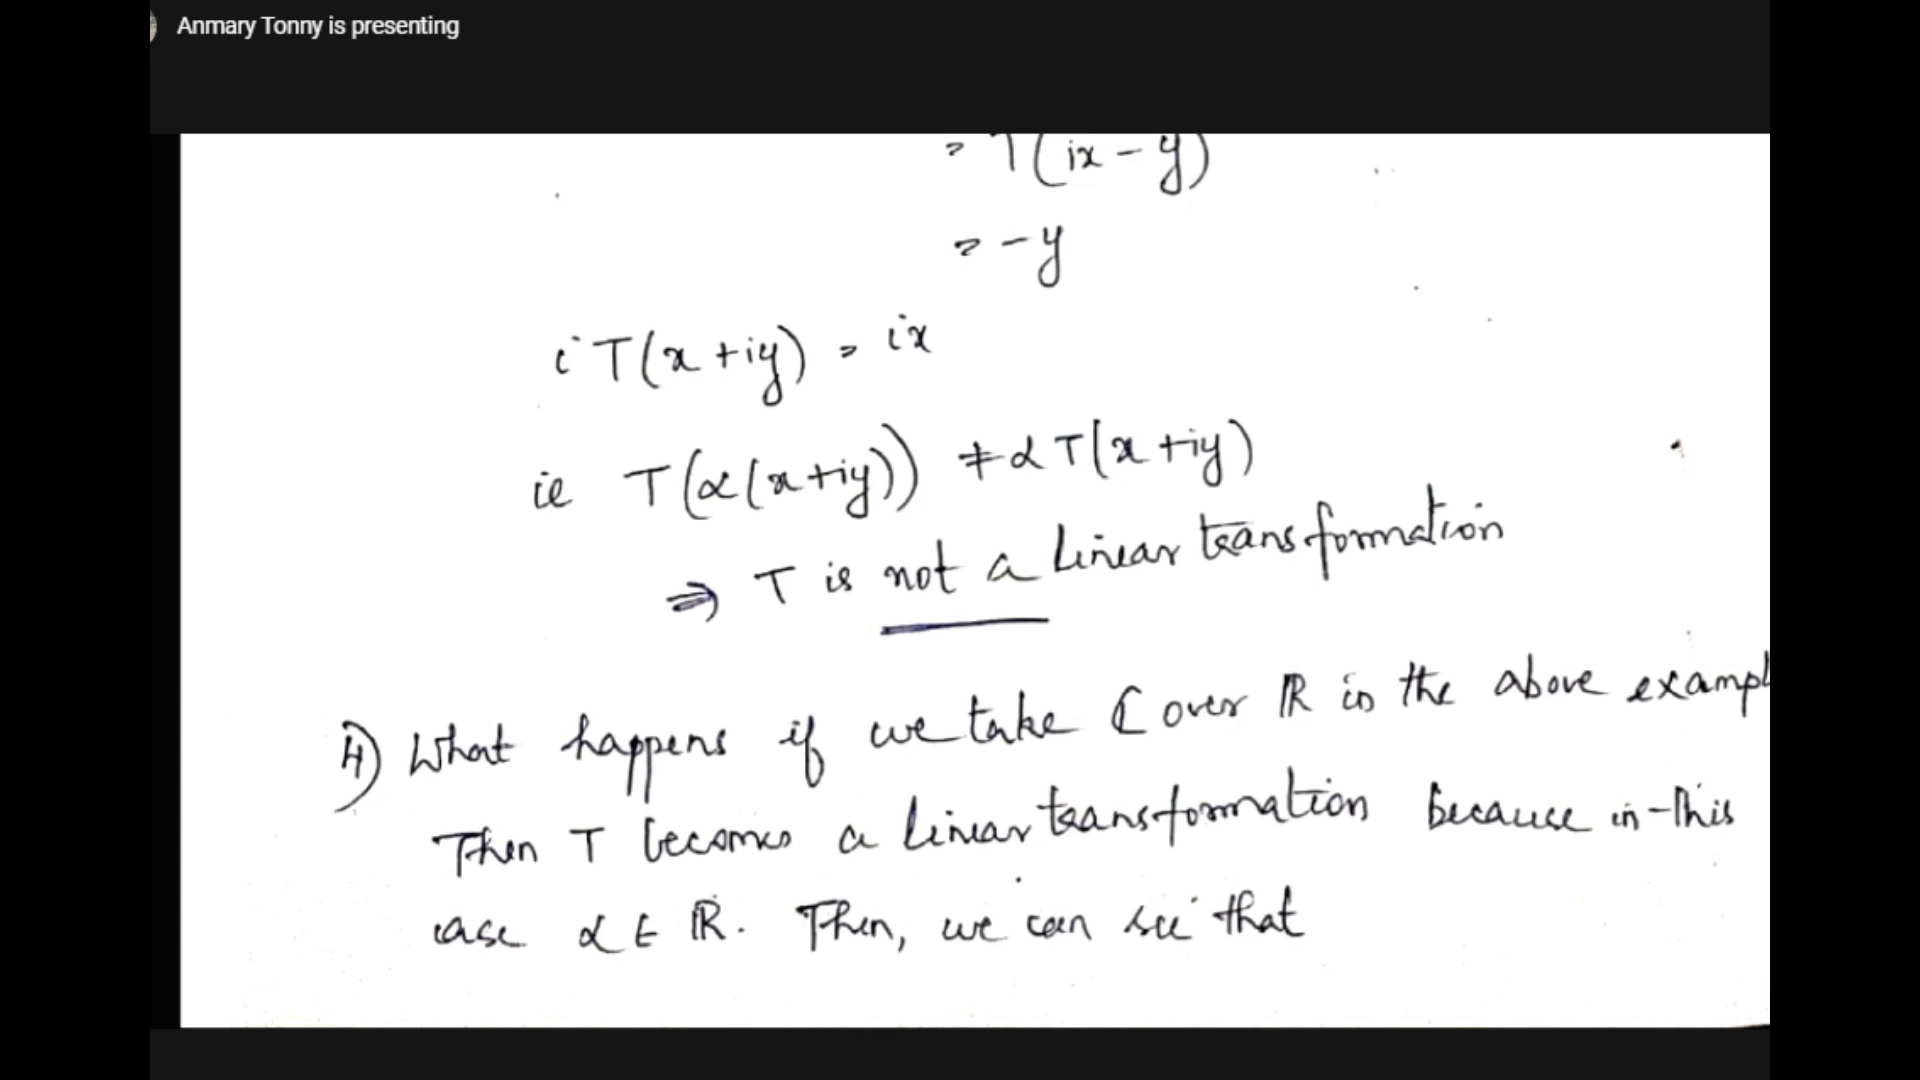 Anmary Tonny is presenting
= T(ix - y)
= -y
i T(x + iy) = ix
ie T(α(x+iy)) ≠ α T(x + iy)
⇒ T is not a linear transformation
4) What happens if we take ℂ over ℝ in the above exampl
Then T becomes a linear transformation because in this
case α ∈ ℝ. Then, we can see that